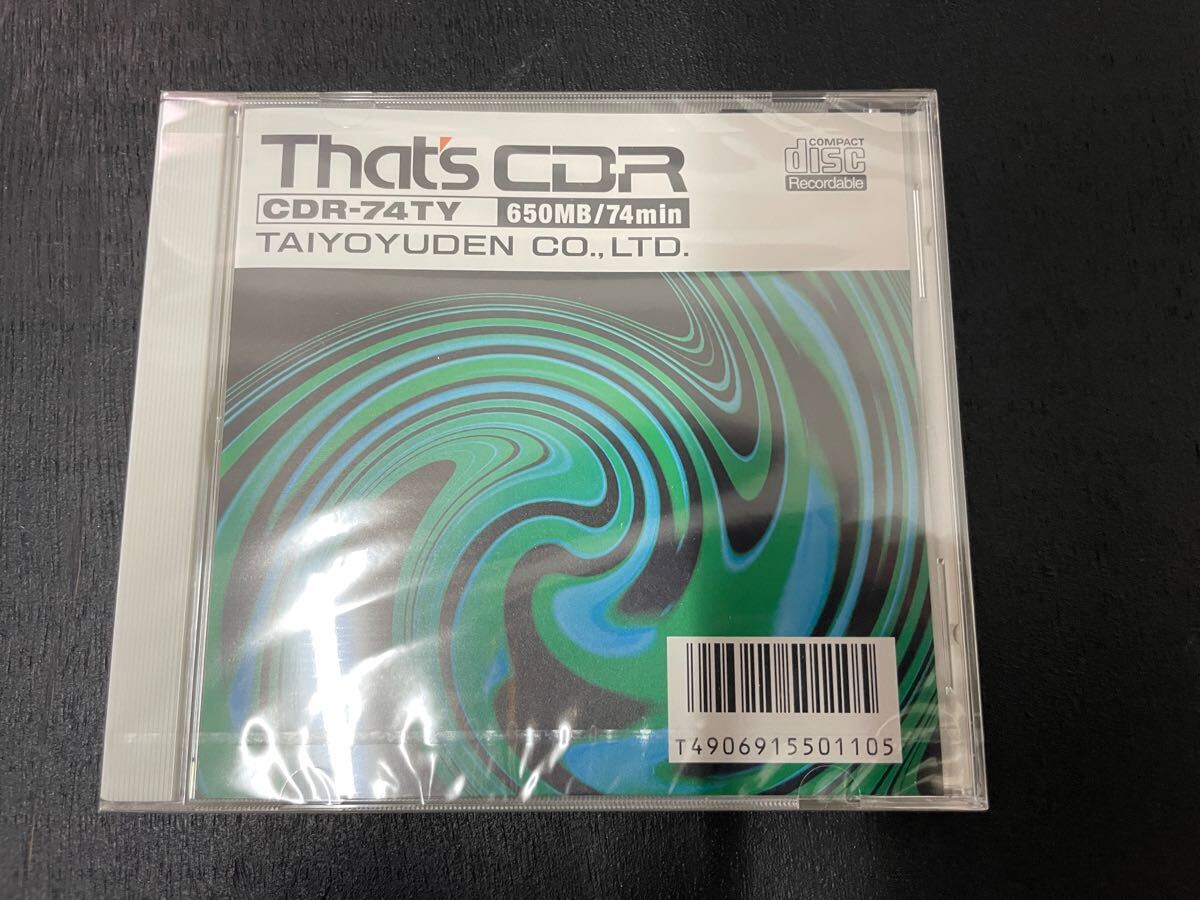 That's CD-R
COMPACT
disc
Recordable
CDR-74TY 650MB/74min
TAIYOYUDEN CO.,LTD.
T4906915501105